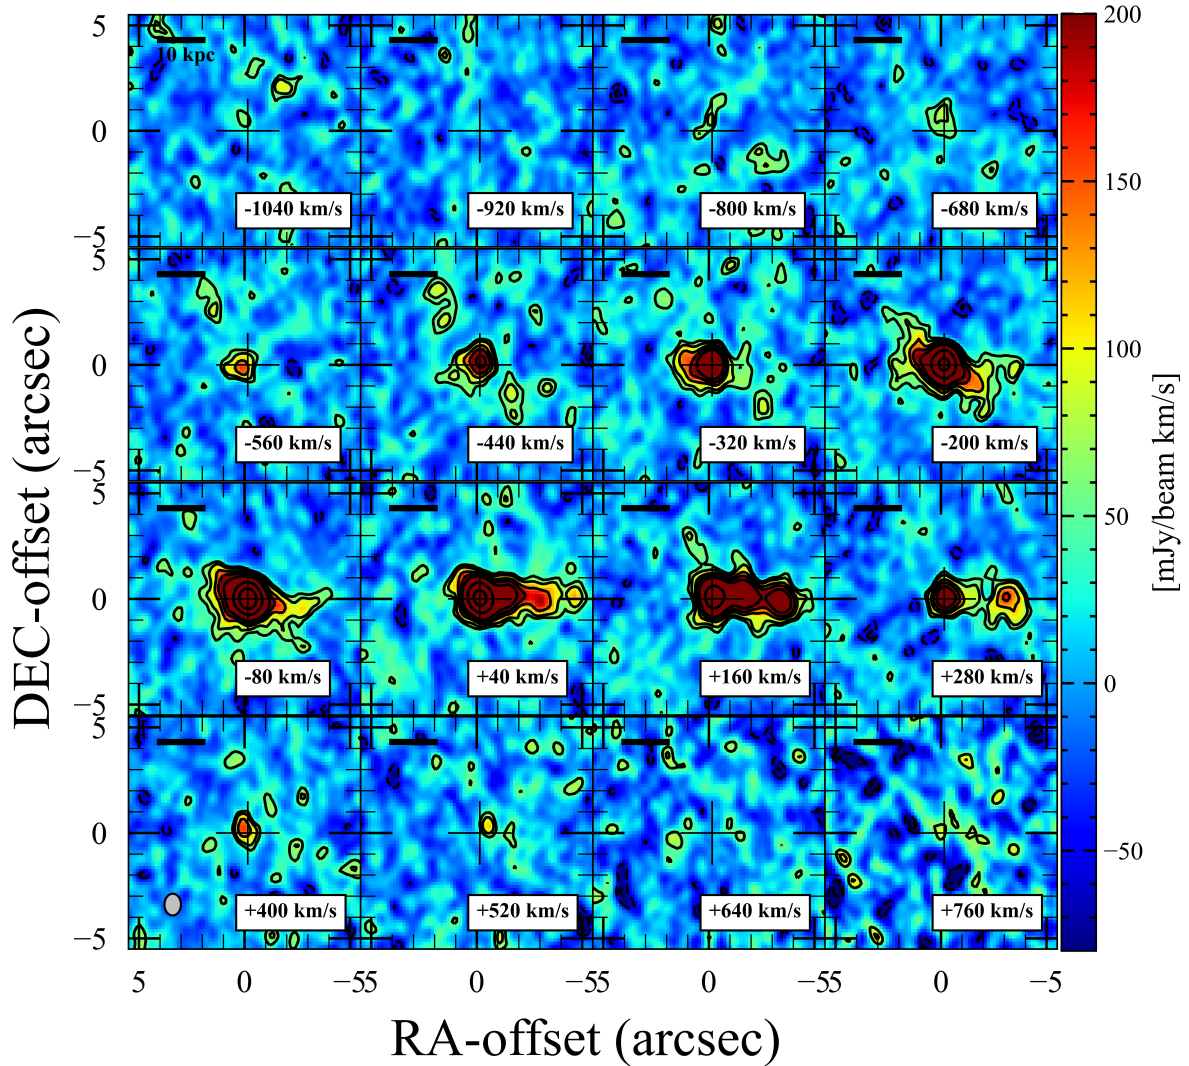 5
10 kpc
200
0
-1040 km/s
-920 km/s
-800 km/s
-680 km/s
−5
150
5
0
-560 km/s
-440 km/s
-320 km/s
-200 km/s
−5
100
5
50
0
-80 km/s
+40 km/s
+160 km/s
+280 km/s
−5
0
5
0
−50
+400 km/s
+520 km/s
+640 km/s
+760 km/s
−5
5 0 −55 0 −55 0 −55 0 −5
RA-offset (arcsec)
DEC-offset (arcsec)
[mJy/beam km/s]